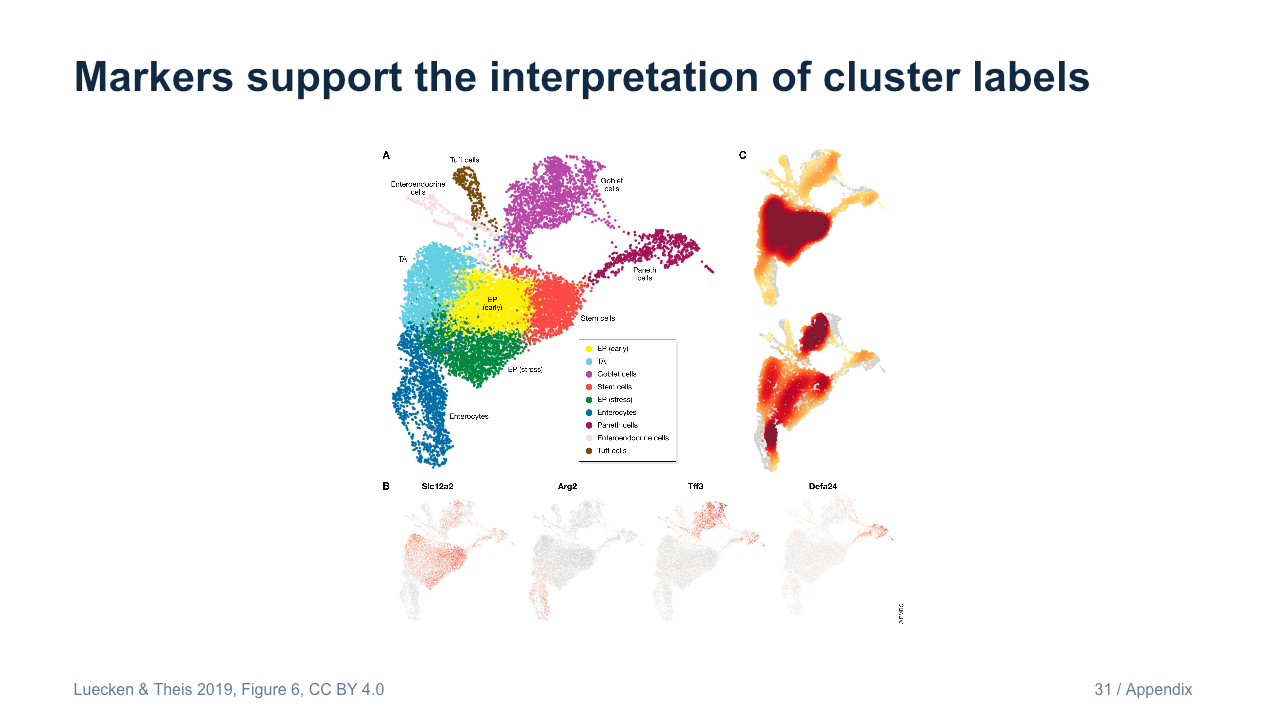 Markers support the interpretation of cluster labels
A
C
Tuft cells
Enteroendocrine
cells
Goblet
cells
TA
Paneth
cells
EP
(early)
Stem cells
EP (stress)
Enterocytes
EP (early)
TA
Goblet cells
Stem cells
EP (stress)
Enterocytes
Paneth cells
Enteroendocrine cells
Tuft cells
B
Slc12a2
Arg2
Tff3
Defa24
Luecken & Theis 2019, Figure 6, CC BY 4.0
31 / Appendix